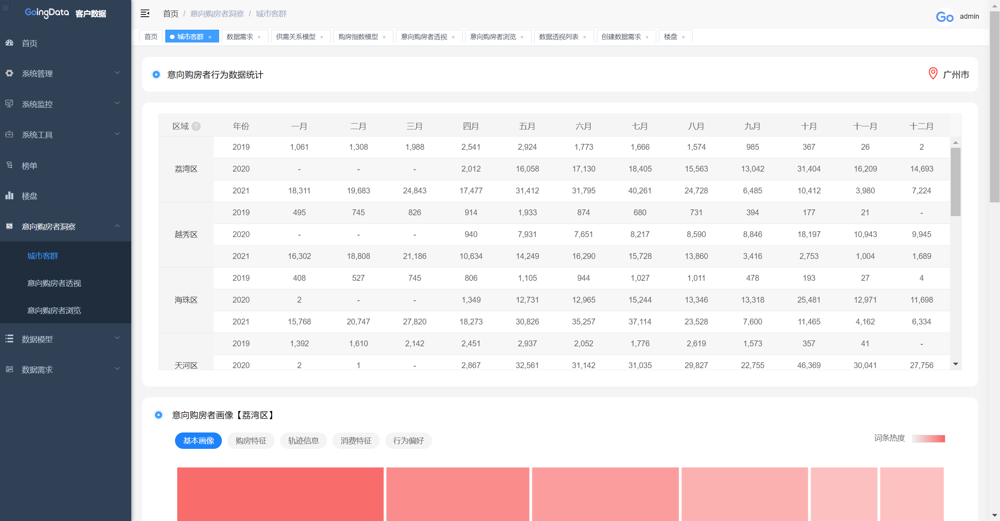 GoingData 客户数据
首页
系统管理
系统监控
系统工具
榜单
楼盘
意向购房者洞察
城市客群
意向购房者透视
意向购房者浏览
数据模型
数据需求
首页 / 意向购房者洞察 / 城市客群
Go admin
首页 城市客群 × 数据需求 × 供需关系模型 × 购房指数模型 × 意向购房者透视 × 意向购房者浏览 × 数据透视列表 × 创建数据需求 × 楼盘 ×
意向购房者行为数据统计 广州市
区域 ? 年份 一月 二月 三月 四月 五月 六月 七月 八月 九月 十月 十一月 十二月
荔湾区
2019 1,061 1,308 1,988 2,541 2,924 1,773 1,666 1,574 985 367 26 2
2020 - - - 2,012 16,058 17,130 18,405 15,563 13,042 31,404 16,209 14,693
2021 18,311 19,683 24,843 17,477 31,412 31,795 40,261 24,728 6,485 10,412 3,980 7,224
越秀区
2019 495 745 826 914 1,933 874 680 731 394 177 21 -
2020 - - - 940 7,931 7,651 8,217 8,590 8,846 18,197 10,943 9,945
2021 16,302 18,808 21,186 10,634 14,249 16,290 15,728 13,860 3,416 2,753 1,004 1,689
海珠区
2019 408 527 745 806 1,105 944 1,027 1,011 478 193 27 4
2020 2 - - 1,349 12,731 12,965 15,244 13,346 13,318 25,481 12,971 11,698
2021 15,768 20,747 27,820 18,273 30,826 35,257 37,114 23,528 7,600 11,465 4,162 6,334
天河区
2019 1,392 1,610 2,142 2,451 2,937 2,052 1,776 2,619 1,573 357 41 -
2020 2 1 - 2,867 32,561 31,142 31,035 29,827 22,755 46,369 30,041 27,756
意向购房者画像【荔湾区】
基本画像 购房特征 轨迹信息 消费特征 行为偏好 词条热度